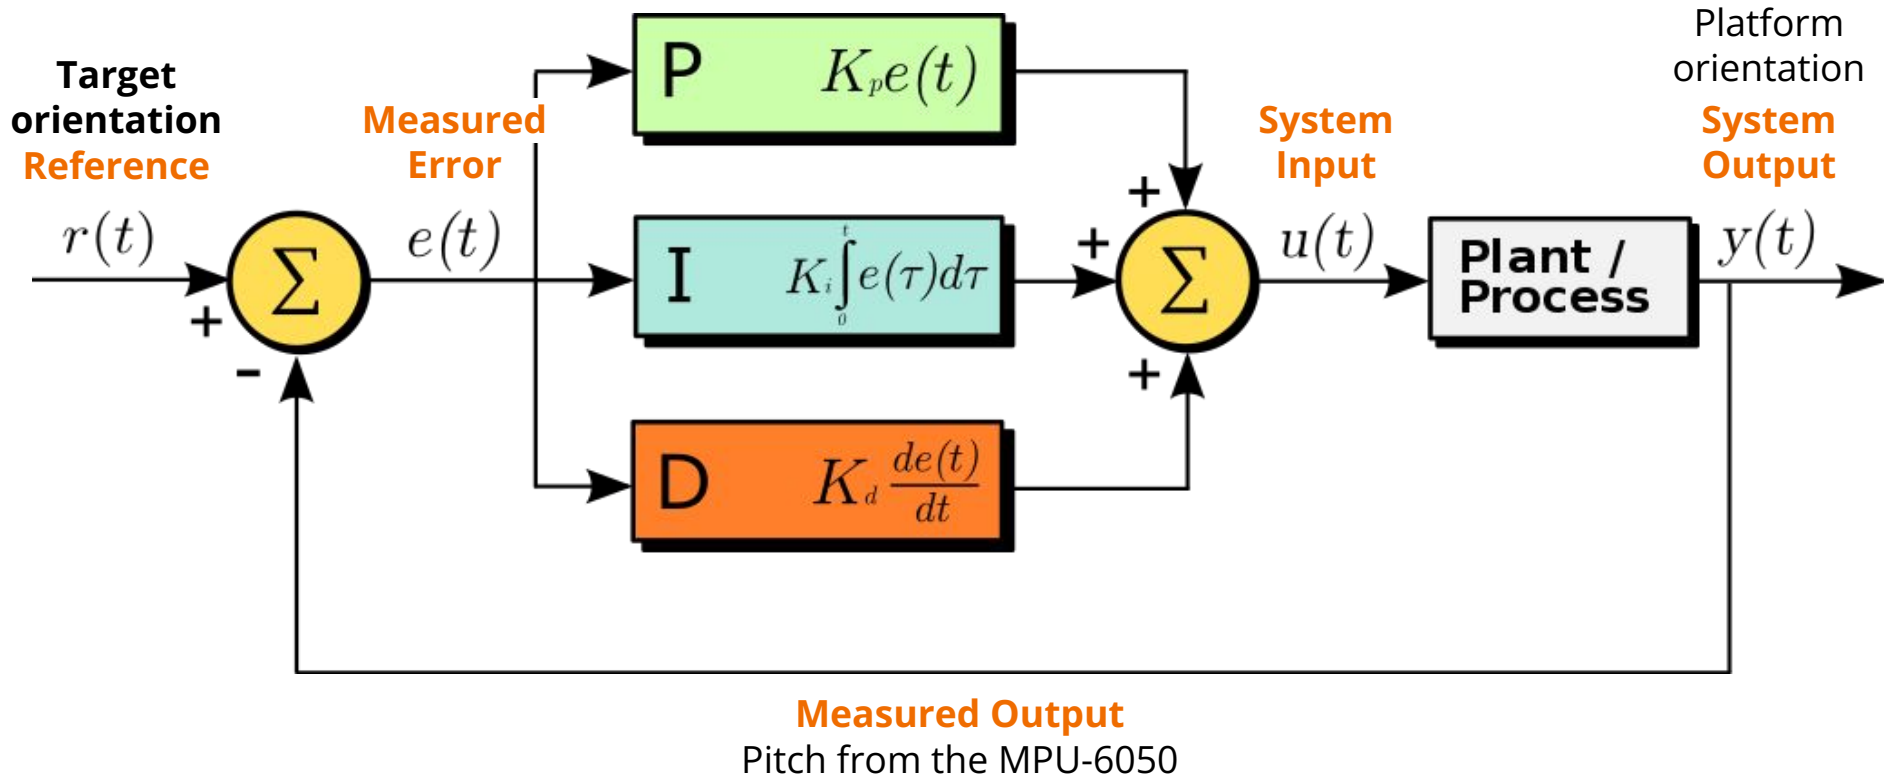 Target
orientation
Reference
r(t)
+
-
Σ
Measured
Error
e(t)
P K_p e(t)
I K_i ∫_0^t e(τ)dτ
D K_d de(t)/dt
+
+
+
Σ
System
Input
u(t)
Plant /
Process
Platform
orientation
System
Output
y(t)
Measured Output
Pitch from the MPU-6050